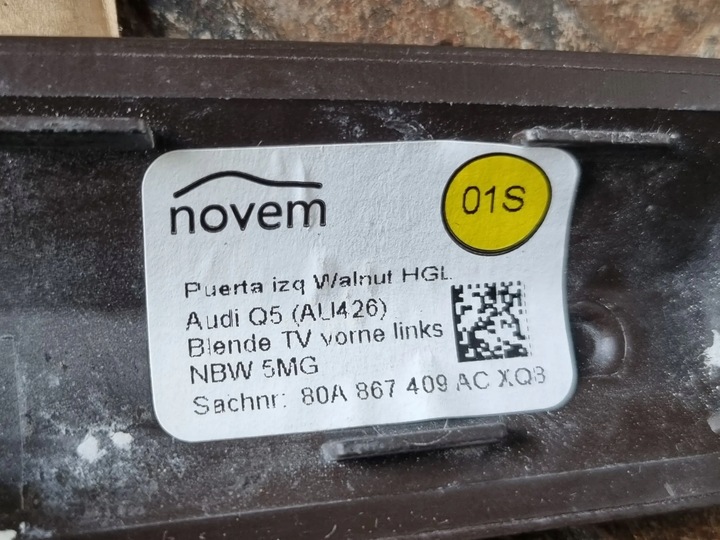 novem
01S
Puerta izq Walnut HGL
Audi Q5 (AU426)
Blende TV vorne links
NBW 5MG
Sachnr: 80A 867 409 AC XQ8